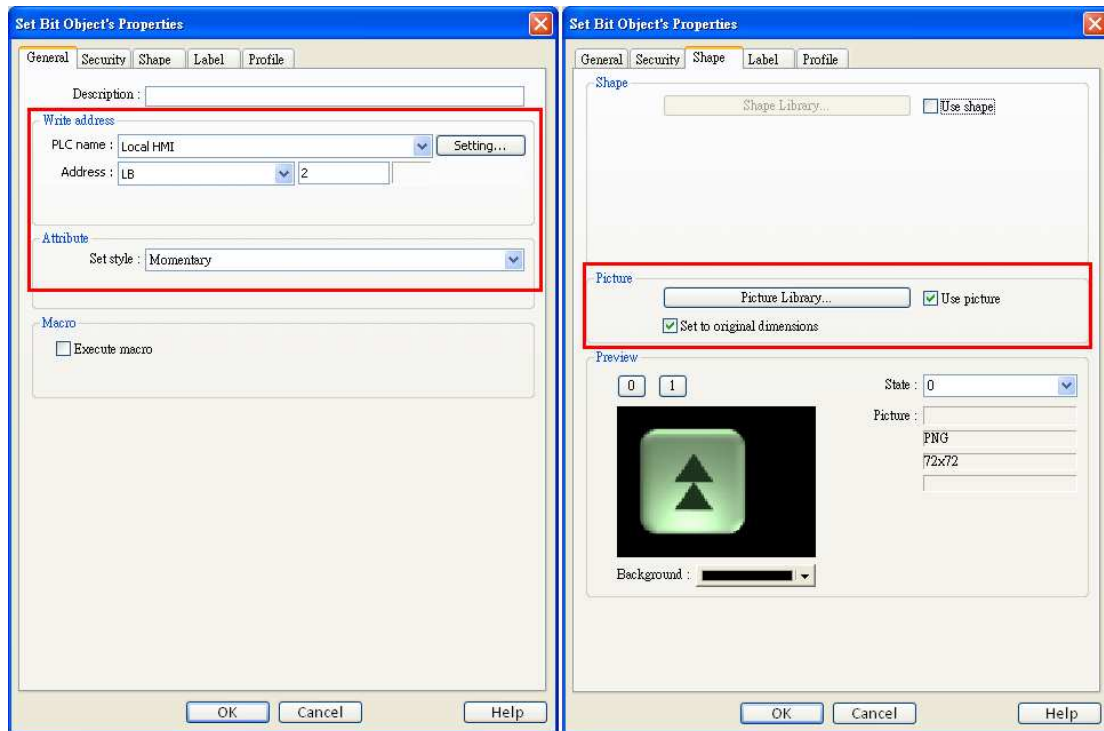 Set Bit Object's Properties
General Security Shape Label Profile
Description :
Write address
PLC name : Local HMI Setting...
Address : LB 2
Attribute
Set style : Momentary
Macro
Execute macro
OK Cancel Help
Set Bit Object's Properties
General Security Shape Label Profile
Shape
Shape Library... Use shape
Picture
Picture Library... Use picture
Set to original dimensions
Preview
0 1 State : 0
Picture :
PNG
72x72
Background :
OK Cancel Help